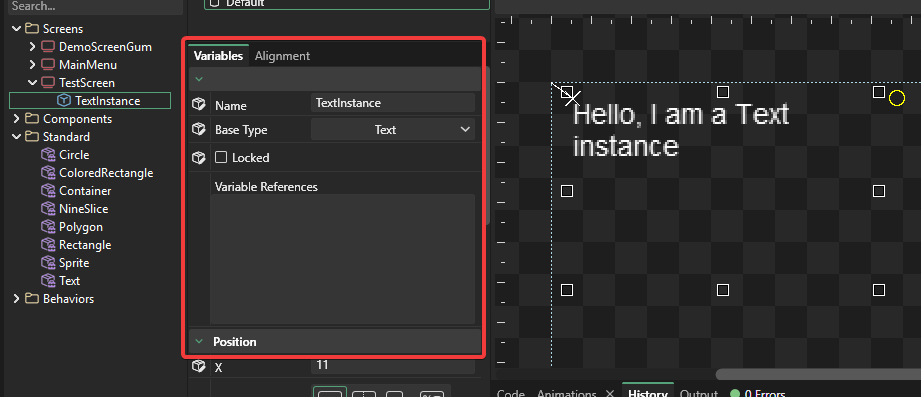 Search...
Default
Screens
DemoScreenGum
MainMenu
TestScreen
TextInstance
Components
Standard
Circle
ColoredRectangle
Container
NineSlice
Polygon
Rectangle
Sprite
Text
Behaviors
Variables Alignment
Name TextInstance
Base Type Text
Locked
Variable References
Position
X 11
Hello, I am a Text
instance
Code Animations History Output 0 Errors